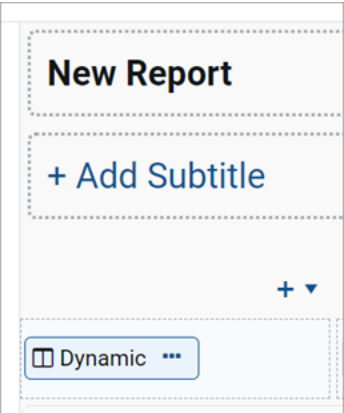 New Report
+ Add Subtitle
+
Dynamic •••